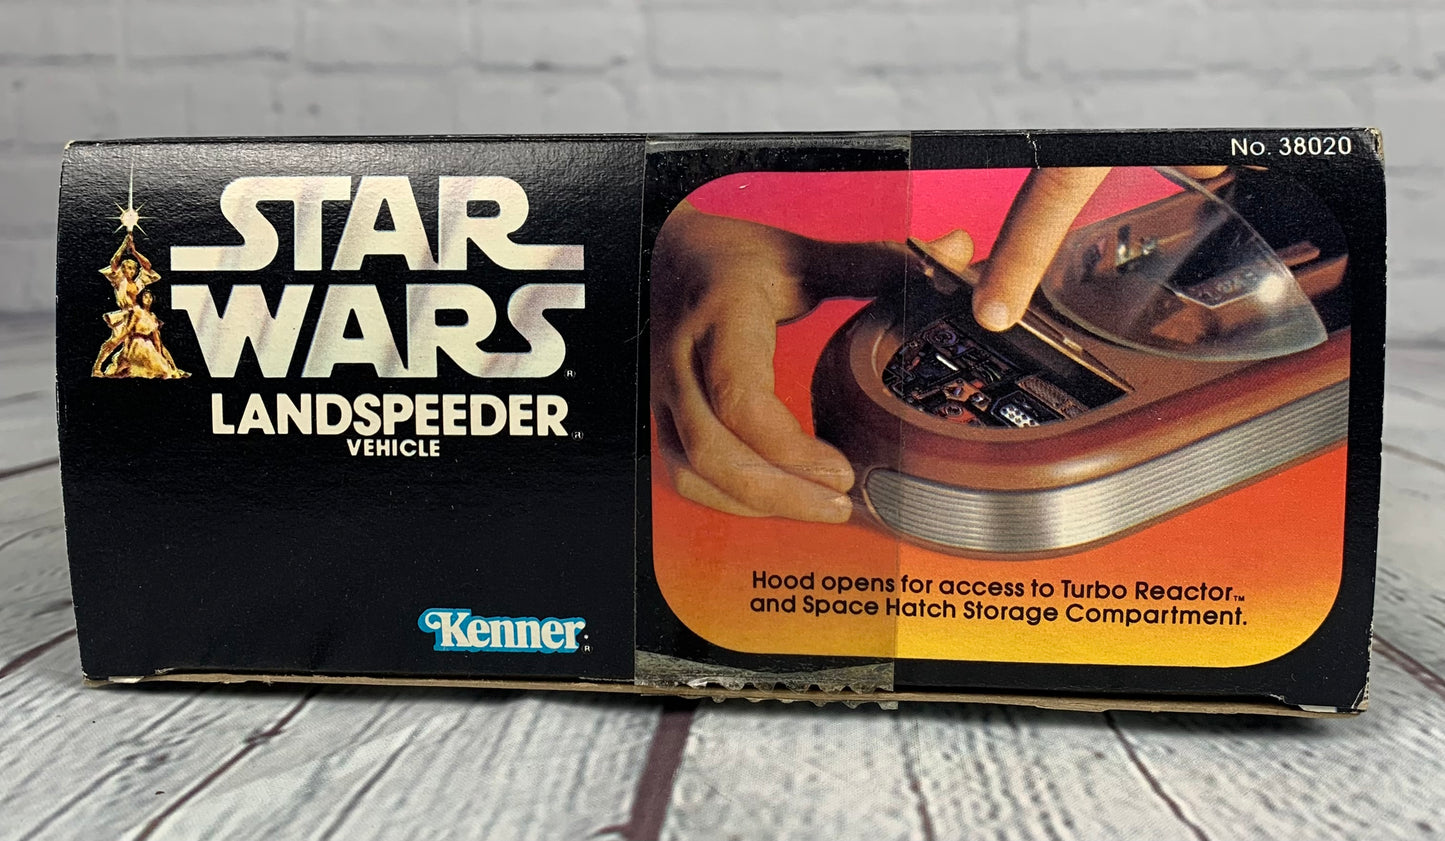 STAR
WARS®
LANDSPEEDER®
VEHICLE
Kenner®
No. 38020
Hood opens for access to Turbo Reactor™
and Space Hatch Storage Compartment.